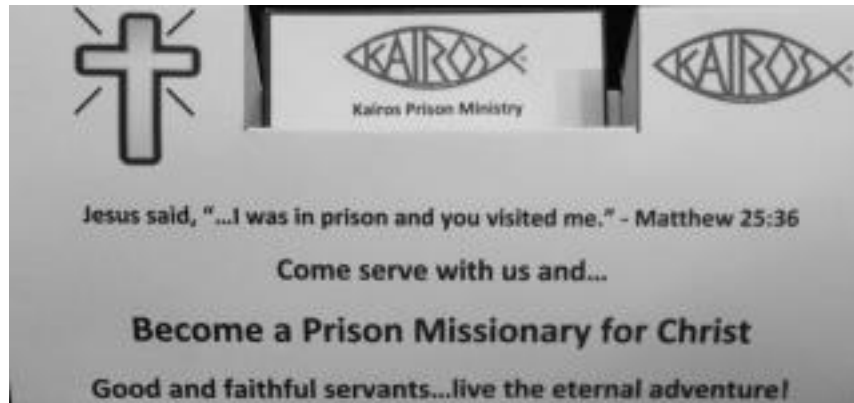 KAIROS
Kairos Prison Ministry
KAIROS
Jesus said, “...I was in prison and you visited me.” - Matthew 25:36
Come serve with us and...
Become a Prison Missionary for Christ
Good and faithful servants...live the eternal adventure!